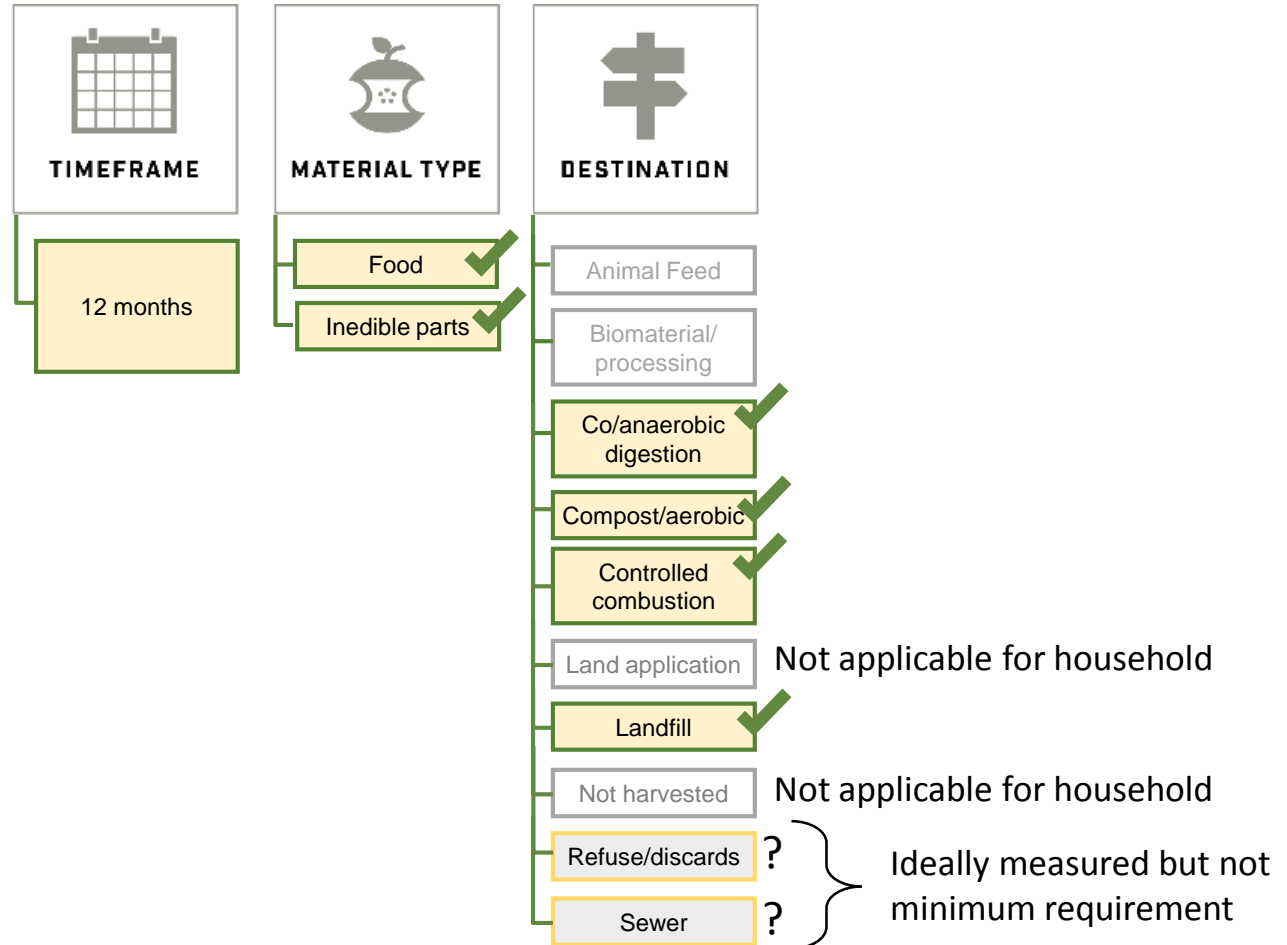 TIMEFRAME
MATERIAL TYPE
DESTINATION
12 months
Food
Inedible parts
Animal Feed
Biomaterial/
processing
Co/anaerobic
digestion
Compost/aerobic
Controlled
combustion
Land application
Not applicable for household
Landfill
Not harvested
Not applicable for household
Refuse/discards
?
Sewer
?
Ideally measured but not
minimum requirement